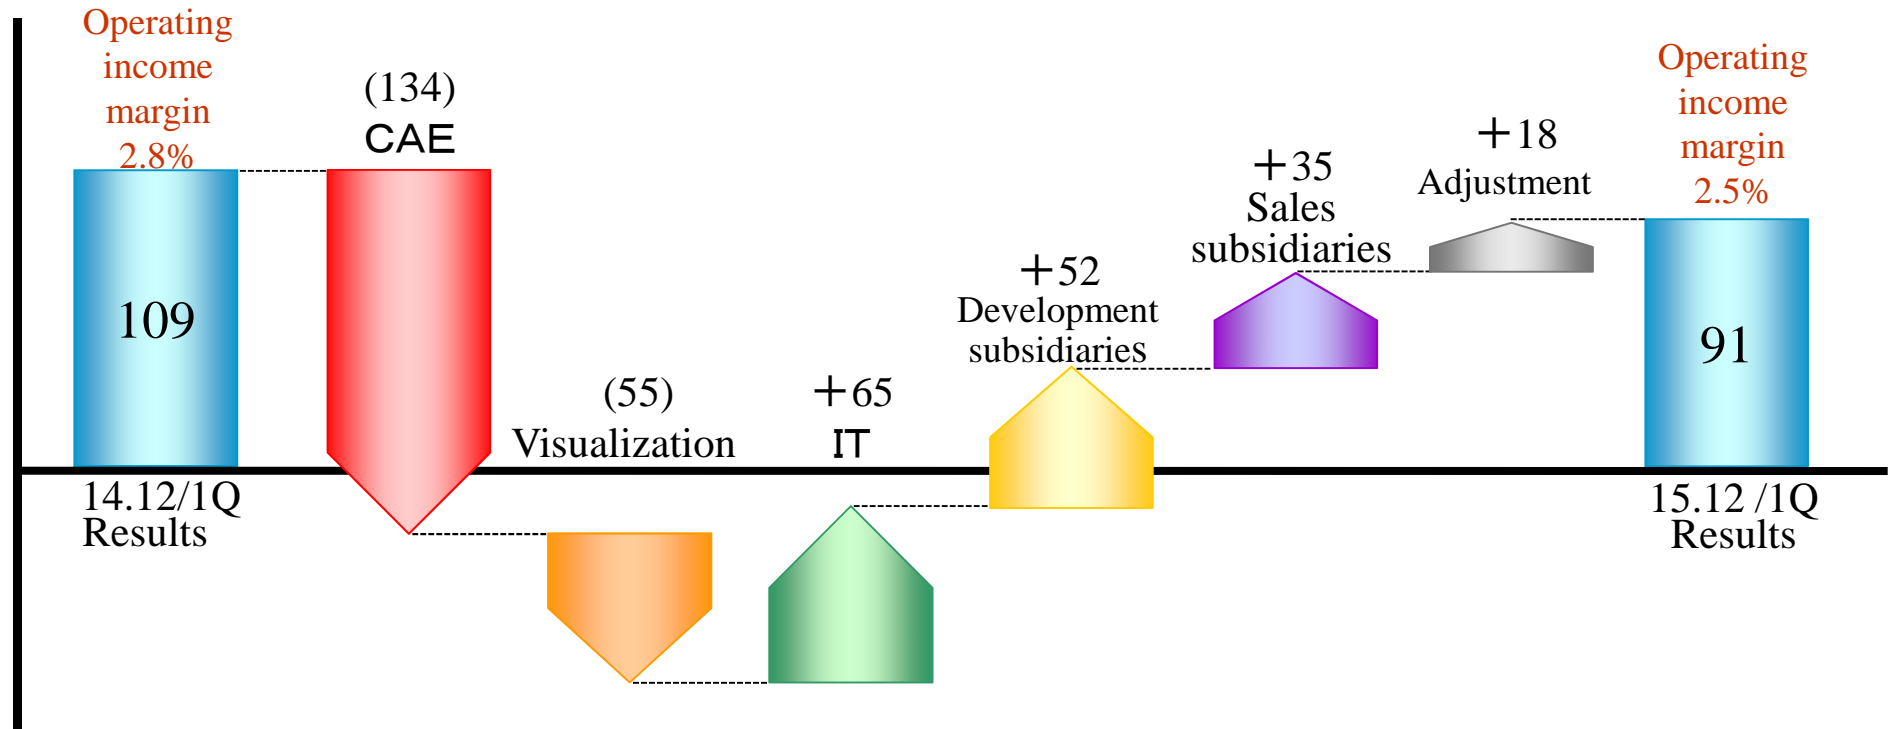 Operating
income
margin
2.8%
109
14.12/1Q
Results
(134)
CAE
(55)
Visualization
+65
IT
+52
Development
subsidiaries
+35
Sales
subsidiaries
+18
Adjustment
Operating
income
margin
2.5%
91
15.12 /1Q
Results